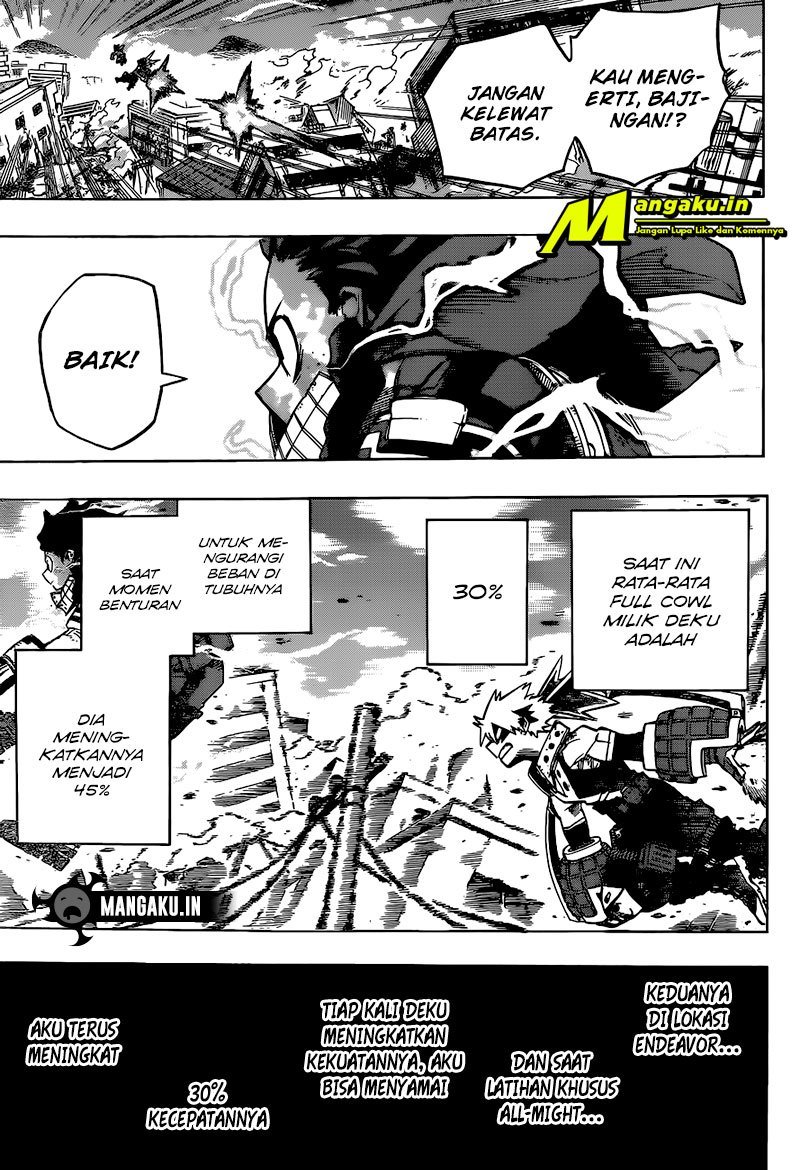 KAU MENG-
ERTI, BAJI-
NGAN!?
JANGAN
KELEWAT
BATAS.
Mangaku.in
Jangan Lupa Like dan Komennya
BAIK!
SAAT INI
RATA-RATA
FULL COWL
MILIK DEKU
ADALAH
30%
UNTUK ME-
NGURANGI
BEBAN DI
TUBUHNYA
SAAT
MOMEN
BENTURAN
DIA
MENING-
KATKANNYA
MENJADI
45%
MANGAKU.IN
KEDUANYA
DI LOKASI
ENDEAVOR...
DAN SAAT
LATIHAN KHUSUS
ALL-MIGHT...
TIAP KALI DEKU
MENINGKATKAN
KEKUATANNYA, AKU
BISA MENYAMAI
30%
KECEPATANNYA
AKU TERUS
MENINGKAT